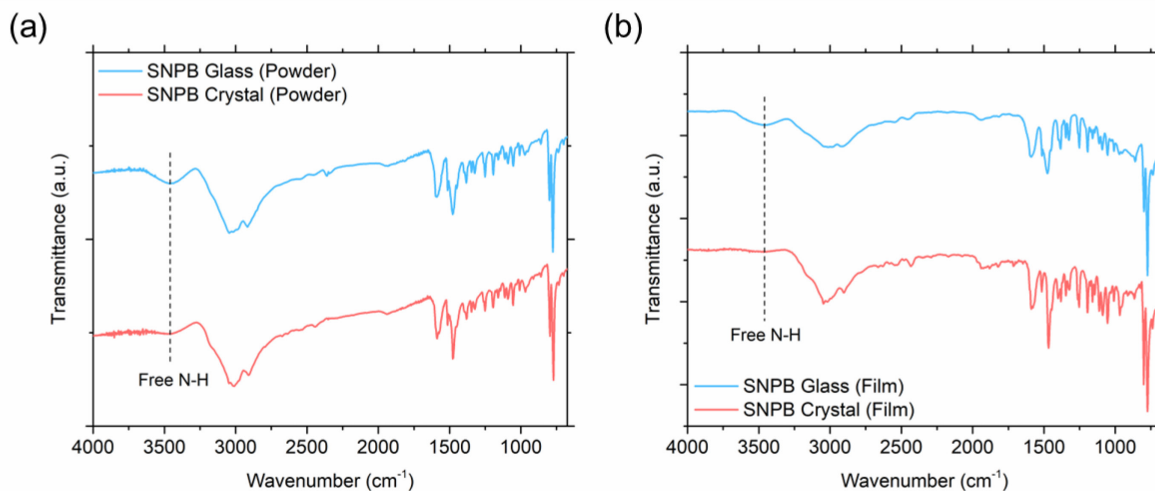 (a)
SNPB Glass (Powder)
SNPB Crystal (Powder)
Transmittance (a.u.)
Free N-H
4000 3500 3000 2500 2000 1500 1000
Wavenumber (cm⁻¹)
(b)
Transmittance (a.u.)
Free N-H
SNPB Glass (Film)
SNPB Crystal (Film)
4000 3500 3000 2500 2000 1500 1000
Wavenumber (cm⁻¹)